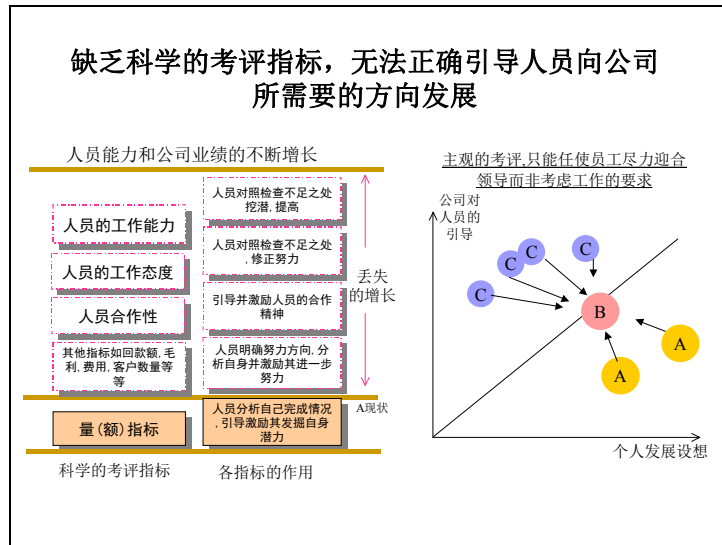 缺乏科学的考评指标，无法正确引导人员向公司
所需要的方向发展
人员能力和公司业绩的不断增长
人员的工作能力
人员的工作态度
人员合作性
其他指标如回款额,毛
利,费用,客户数量等
等
量(额)指标
科学的考评指标
人员对照检查不足之处
挖潜,提高
人员对照检查不足之处
,修正努力
引导并激励人员的合作
精神
人员明确努力方向,分
析自身并激励其进一步
努力
人员分析自己完成情况
,引导激励其发掘自身
潜力
各指标的作用
丢失
的增长
A现状
主观的考评,只能任使员工尽力迎合
领导而非考虑工作的要求
公司对
人员的
引导
C
C
C
C
B
A
A
个人发展设想